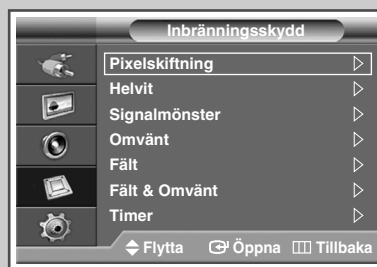 Inbränningsskydd
Pixelskiftning
Helvit
Signalmönster
Omvänt
Fält
Fält & Omvänt
Timer
Flytta Öppna Tillbaka